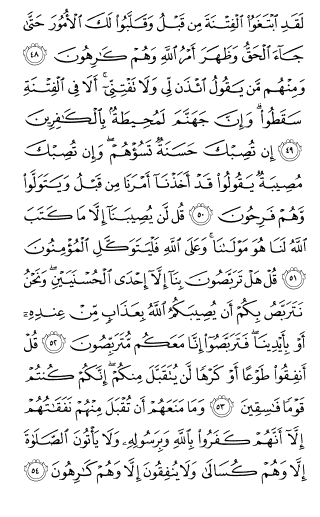 لَقَدِ ٱبْتَغَوُا۟ ٱلْفِتْنَةَ مِن قَبْلُ وَقَلَّبُوا۟ لَكَ ٱلْأُمُورَ حَتَّىٰ
جَآءَ ٱلْحَقُّ وَظَهَرَ أَمْرُ ٱللَّهِ وَهُمْ كَـٰرِهُونَ ٤٨
وَمِنْهُم مَّن يَقُولُ ٱئْذَن لِّى وَلَا تَفْتِنِّىٓ ۚ أَلَا فِى ٱلْفِتْنَةِ
سَقَطُوا۟ ۗ وَإِنَّ جَهَنَّمَ لَمُحِيطَةٌۢ بِٱلْكَـٰفِرِينَ
٤٩ إِن تُصِبْكَ حَسَنَةٌ تَسُؤْهُمْ ۖ وَإِن تُصِبْكَ
مُصِيبَةٌ يَقُولُوا۟ قَدْ أَخَذْنَآ أَمْرَنَا مِن قَبْلُ وَيَتَوَلَّوا۟
وَّهُمْ فَرِحُونَ ٥٠ قُل لَّن يُصِيبَنَآ إِلَّا مَا كَتَبَ
ٱللَّهُ لَنَا هُوَ مَوْلَىٰنَا ۚ وَعَلَى ٱللَّهِ فَلْيَتَوَكَّلِ ٱلْمُؤْمِنُونَ
٥١ قُلْ هَلْ تَرَبَّصُونَ بِنَآ إِلَّآ إِحْدَى ٱلْحُسْنَيَيْنِ ۖ وَنَحْنُ
نَتَرَبَّصُ بِكُمْ أَن يُصِيبَكُمُ ٱللَّهُ بِعَذَابٍ مِّنْ عِندِهِۦٓ
أَوْ بِأَيْدِينَا ۖ فَتَرَبَّصُوٓا۟ إِنَّا مَعَكُم مُّتَرَبِّصُونَ ٥٢ قُلْ
أَنفِقُوا۟ طَوْعًا أَوْ كَرْهًا لَّن يُتَقَبَّلَ مِنكُمْ ۖ إِنَّكُمْ كُنتُمْ
قَوْمًا فَـٰسِقِينَ ٥٣ وَمَا مَنَعَهُمْ أَن تُقْبَلَ مِنْهُمْ نَفَقَـٰتُهُمْ
إِلَّآ أَنَّهُمْ كَفَرُوا۟ بِٱللَّهِ وَبِرَسُولِهِۦ وَلَا يَأْتُونَ ٱلصَّلَوٰةَ
إِلَّا وَهُمْ كُسَالَىٰ وَلَا يُنفِقُونَ إِلَّا وَهُمْ كَـٰرِهُونَ ٥٤